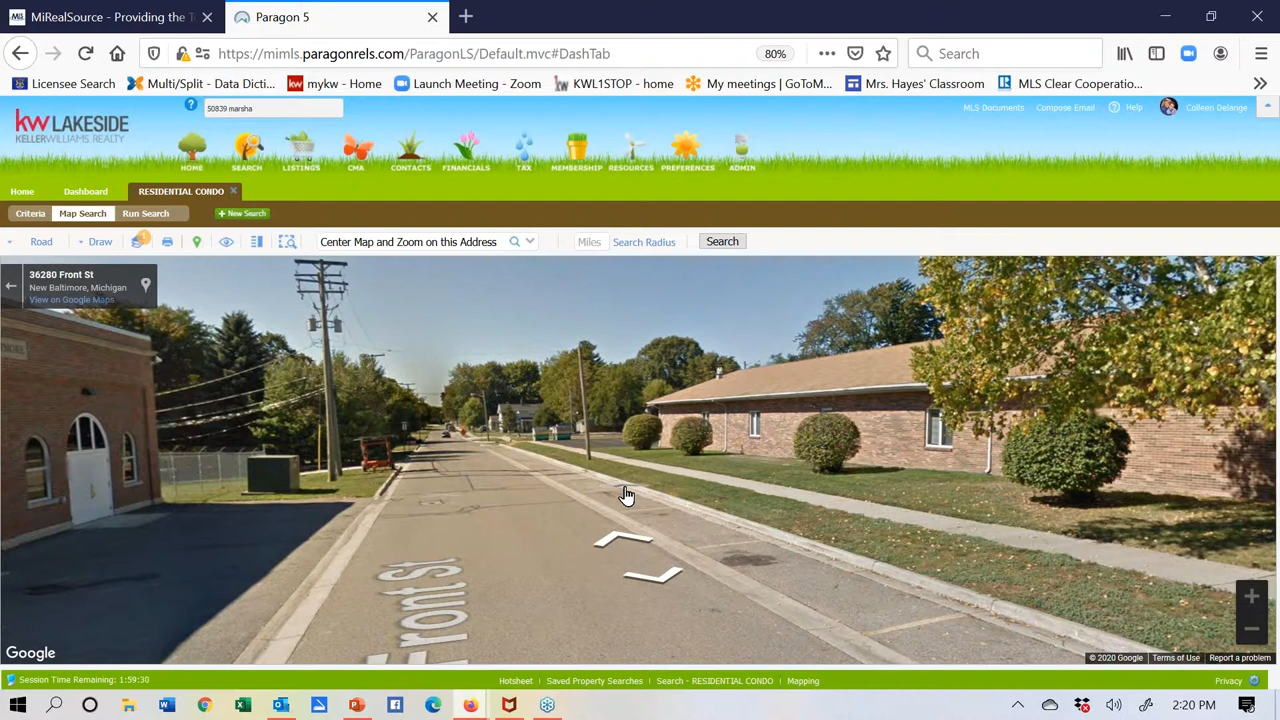 MiRealSource - Providing the T
Paragon 5
https://mimls.paragonrels.com/ParagonLS/Default.mvc#DashTab
80%
Search
Licensee Search
Multi/Split - Data Dicti...
kw
mykw - Home
Launch Meeting - Zoom
KWL1STOP - home
My meetings | GoToM...
Mrs. Hayes' Classroom
MLS Clear Cooperatio...
kw LAKESIDE
KELLERWILLIAMS. REALTY
50839 marsha
MLS Documents
Compose Email
Help
Colleen Delange
HOME
SEARCH
LISTINGS
CMA
CONTACTS
FINANCIALS
TAX
MEMBERSHIP
RESOURCES
PREFERENCES
ADMIN
Home
Dashboard
RESIDENTIAL CONDO
Criteria
Map Search
Run Search
+ New Search
Road
Draw
1
Center Map and Zoom on this Address
Miles
Search Radius
Search
36280 Front St
New Baltimore, Michigan
View on Google Maps
Front St
Google
© 2020 Google
Terms of Use
Report a problem
Session Time Remaining: 1:59:30
Hotsheet
Saved Property Searches
Search - RESIDENTIAL CONDO
Mapping
Privacy
2:20 PM